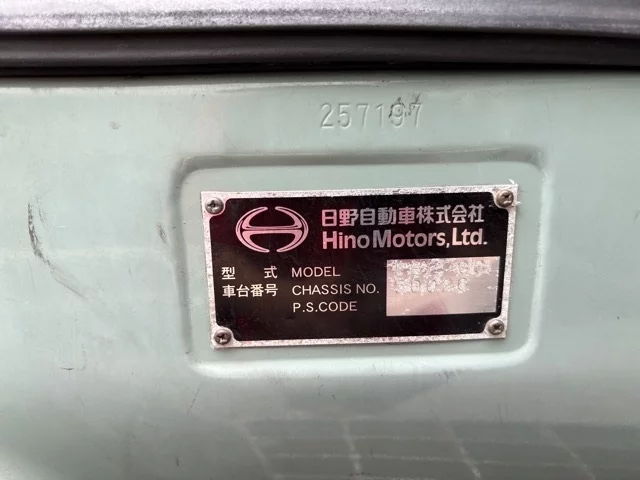 257197
日野自動車株式会社
Hino Motors, Ltd.
型 式 MODEL
車台番号 CHASSIS NO.
P.S.CODE